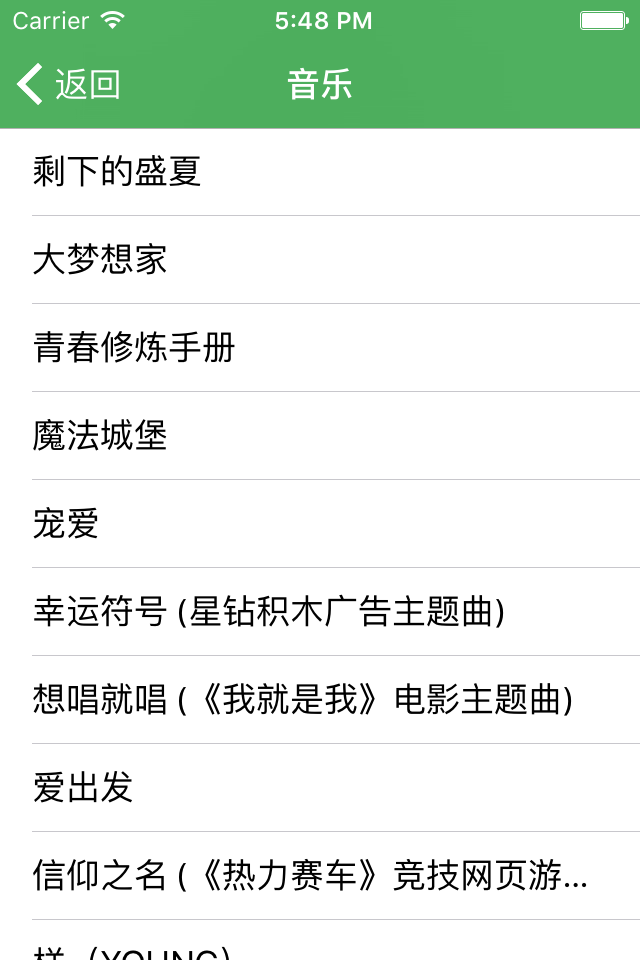 Carrier 5:48 PM
返回 音乐
剩下的盛夏
大梦想家
青春修炼手册
魔法城堡
宠爱
幸运符号 (星钻积木广告主题曲)
想唱就唱 (《我就是我》电影主题曲)
爱出发
信仰之名 (《热力赛车》竞技网页游...
样（YOUNG）